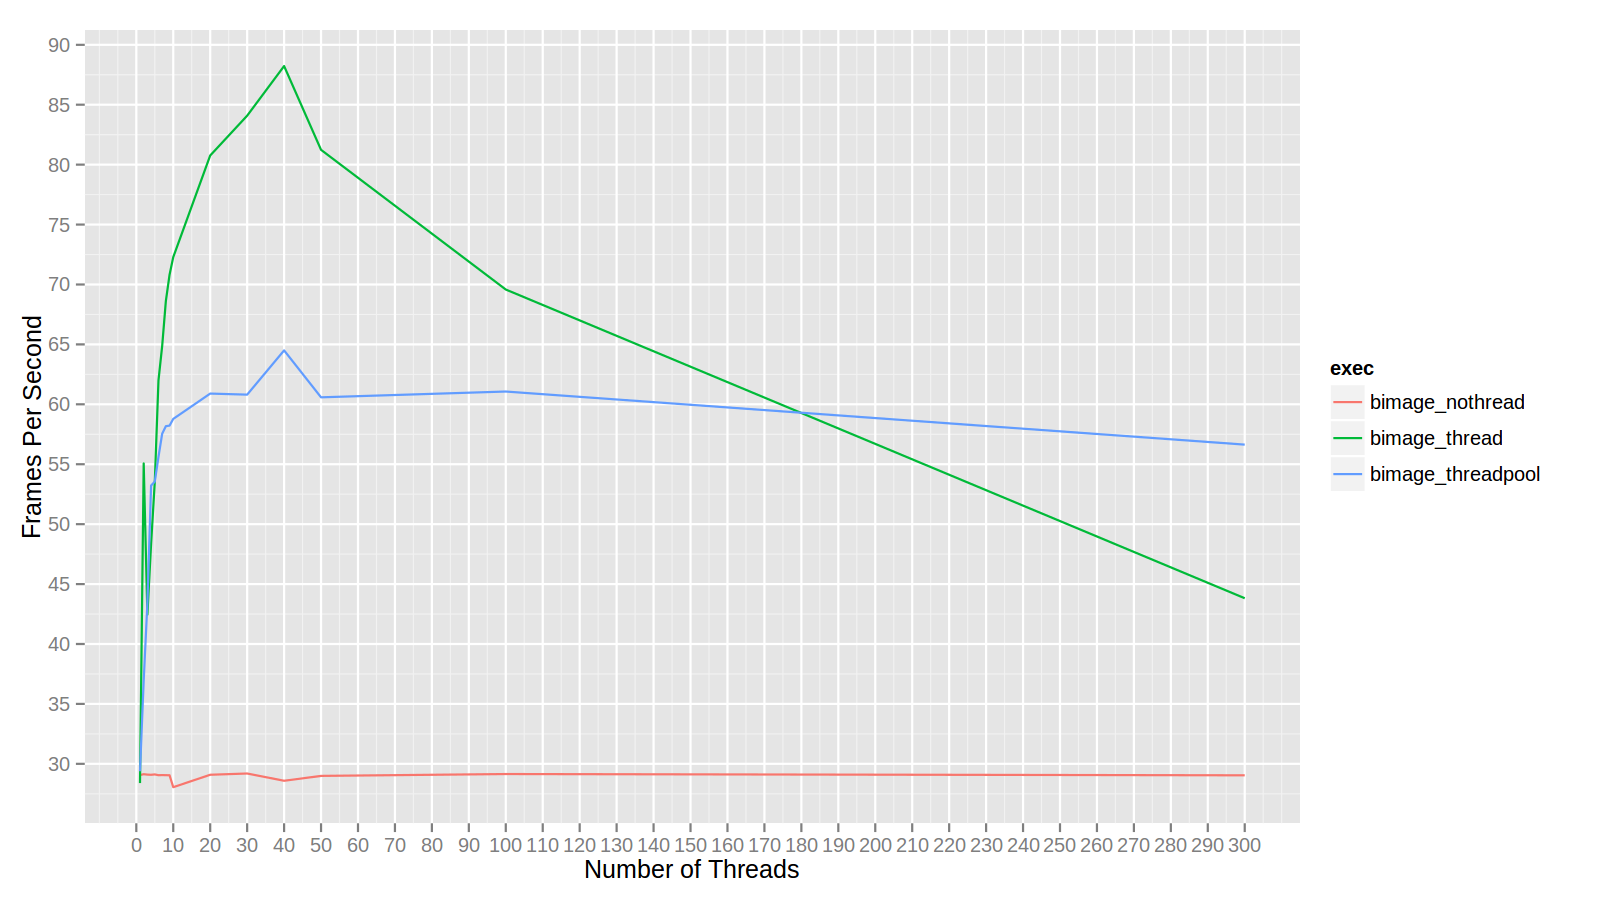 90
85
80
75
70
65
60
55
50
45
40
35
30
Frames Per Second
0 10 20 30 40 50 60 70 80 90 100 110 120 130 140 150 160 170 180 190 200 210 220 230 240 250 260 270 280 290 300
Number of Threads
exec
bimage_nothread
bimage_thread
bimage_threadpool